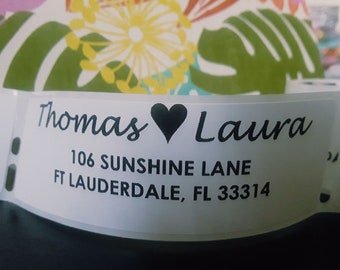 Thomas ♥ Laura
106 SUNSHINE LANE
FT LAUDERDALE, FL 33314